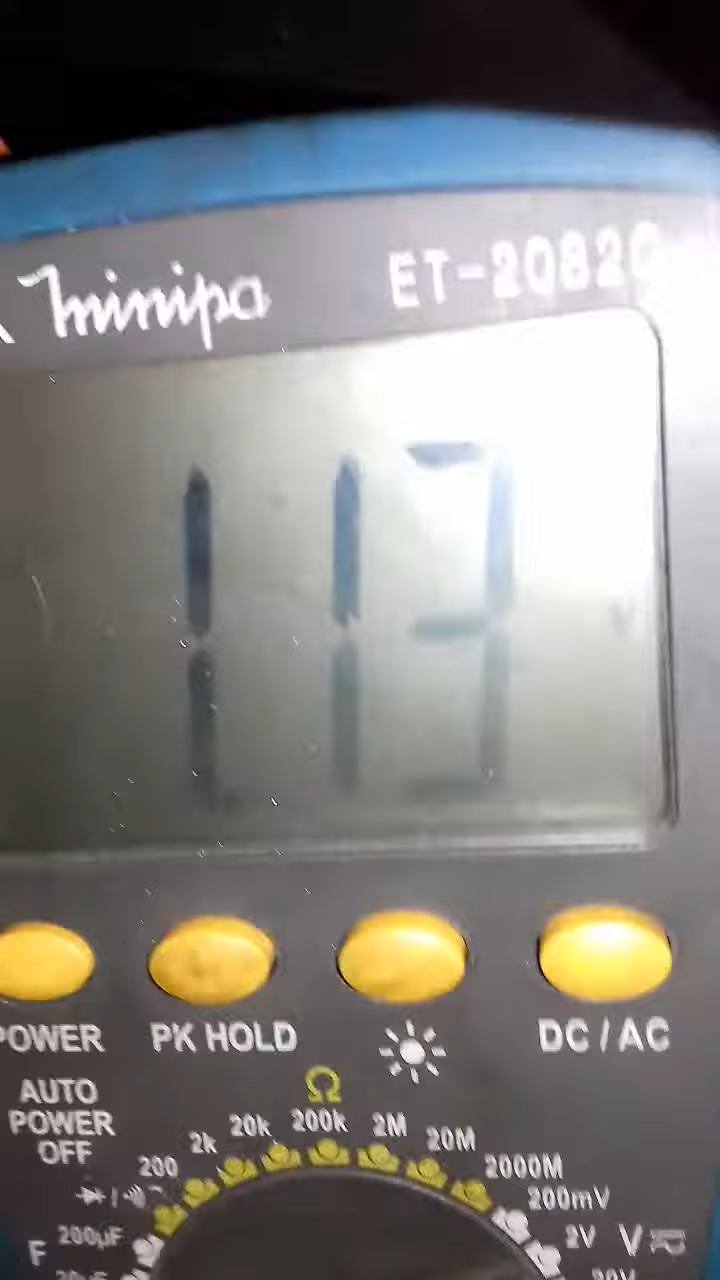 minipa ET-2082C
113
V
POWER PK HOLD DC / AC
AUTO
POWER
OFF
Ω
200 2k 20k 200k 2M 20M 2000M
200mV
2V V
200µF
F